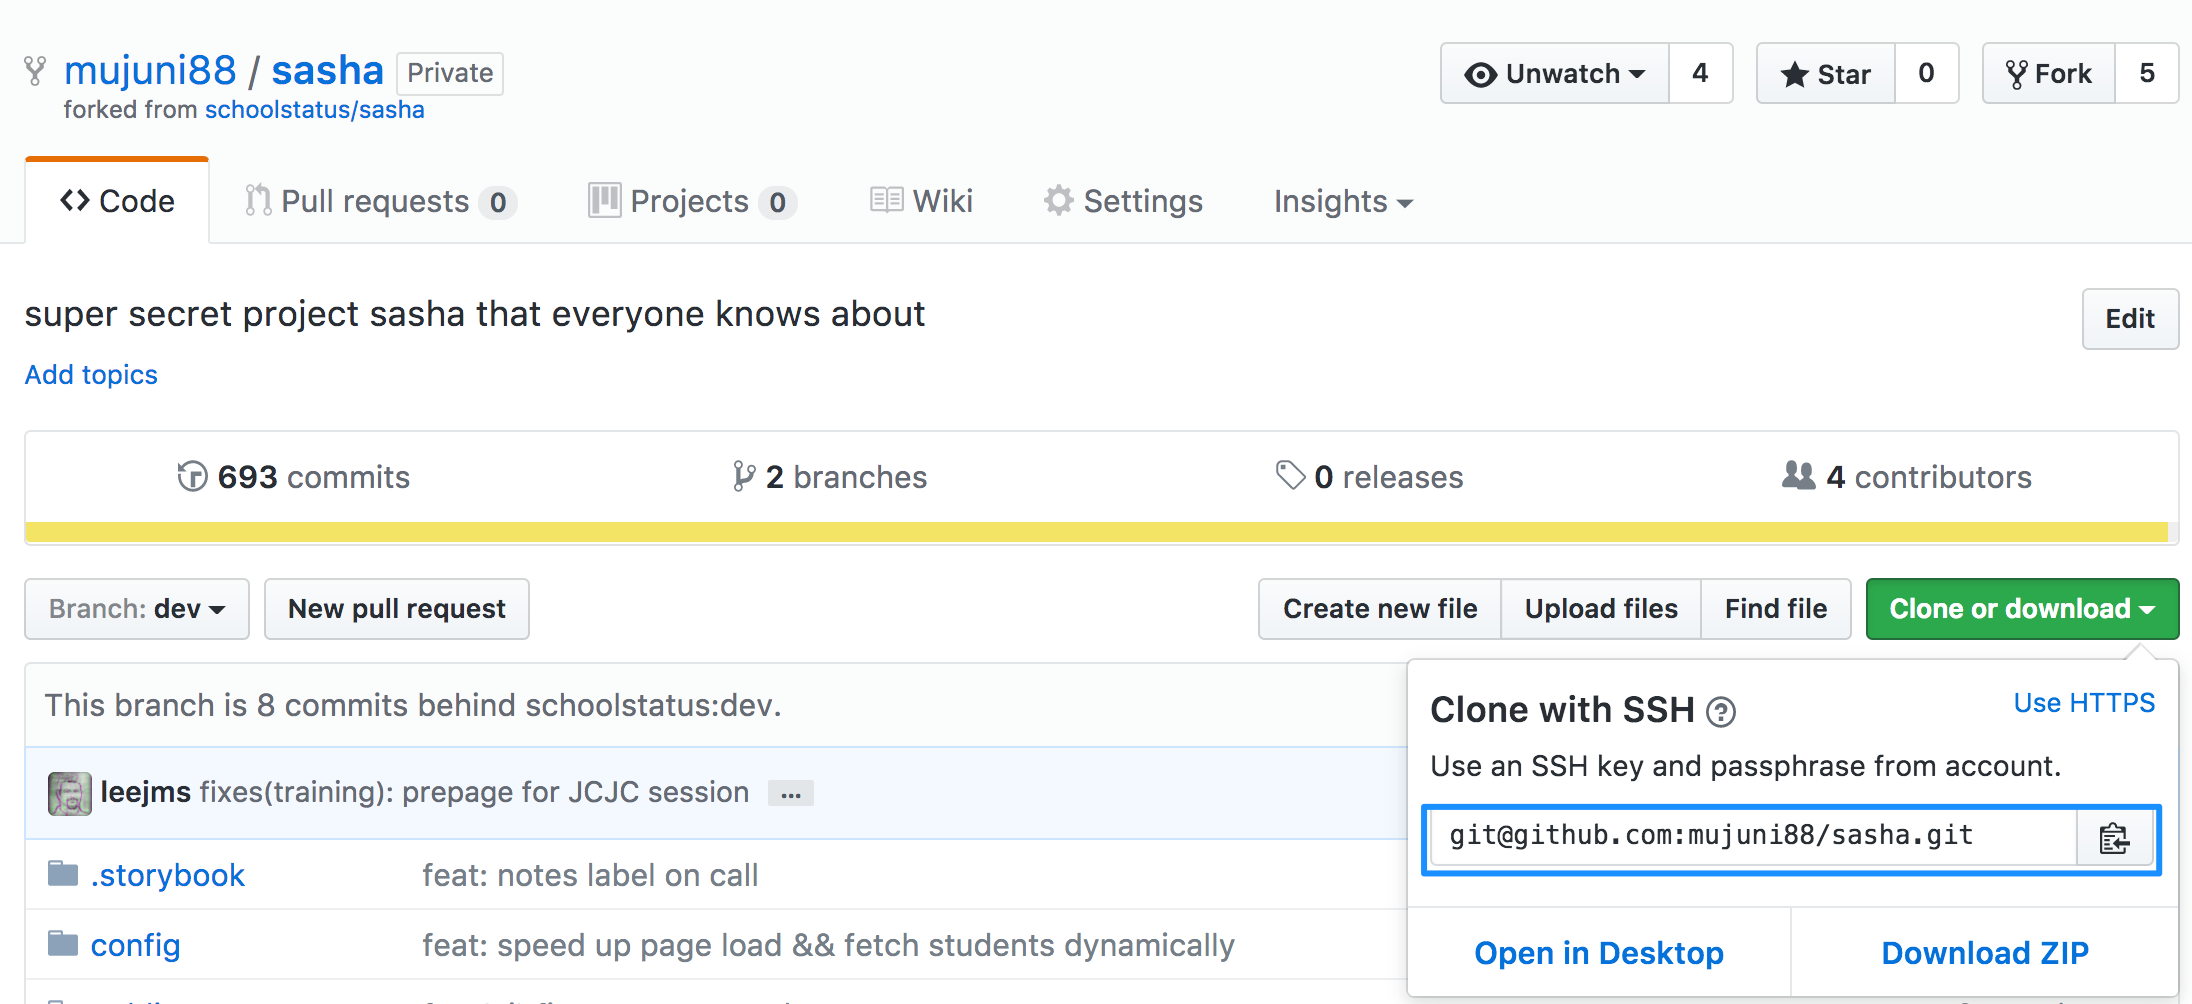 mujuni88 / sasha Private
Unwatch 4 Star 0 Fork 5
forked from schoolstatus/sasha
Code Pull requests 0 Projects 0 Wiki Settings Insights
super secret project sasha that everyone knows about
Edit
Add topics
693 commits 2 branches 0 releases 4 contributors
Branch: dev New pull request Create new file Upload files Find file Clone or download
This branch is 8 commits behind schoolstatus:dev.
leejms fixes(training): prepage for JCJC session ...
.storybook feat: notes label on call
config feat: speed up page load && fetch students dynamically
Clone with SSH ? Use HTTPS
Use an SSH key and passphrase from account.
git@github.com:mujuni88/sasha.git
Open in Desktop Download ZIP